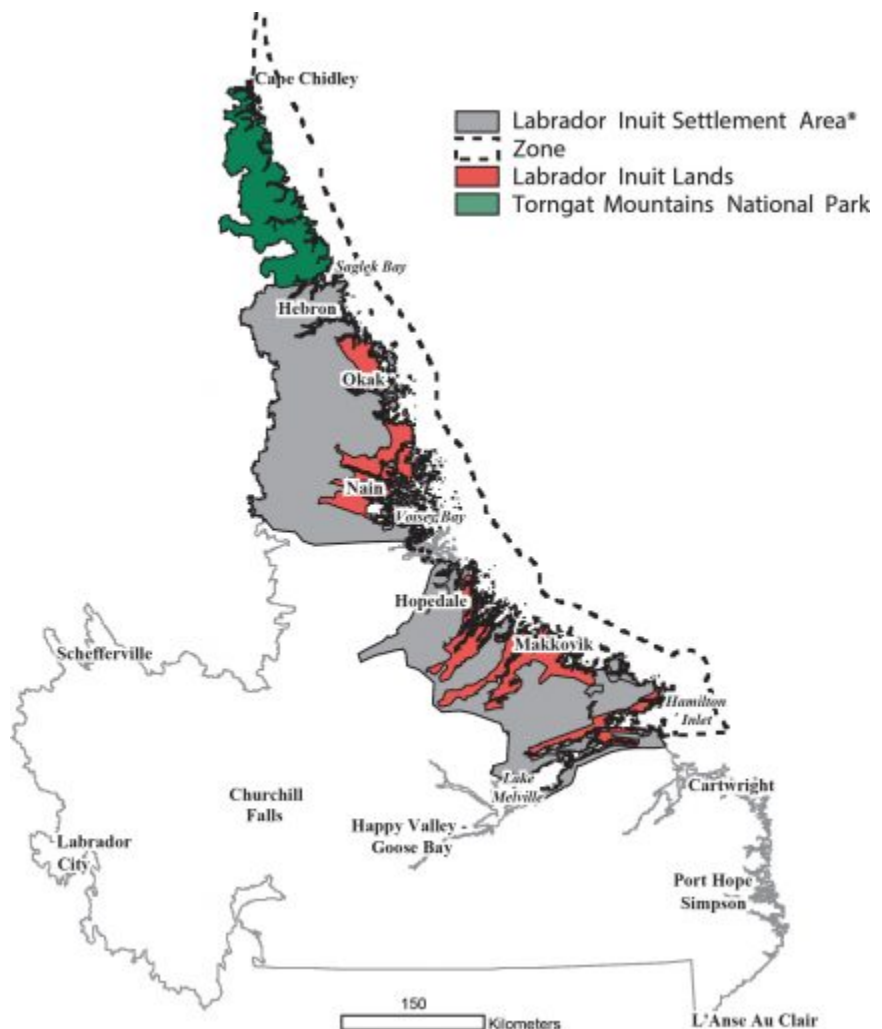 Cape Chidley
Labrador Inuit Settlement Area*
Zone
Labrador Inuit Lands
Torngat Mountains National Park
Saglek Bay
Hebron
Okak
Nain
Voisey Bay
Hopedale
Makkovik
Schefferville
Hamilton
Inlet
Lake
Melville
Cartwright
Churchill
Falls
Happy Valley -
Goose Bay
Labrador
City
Port Hope
Simpson
150
Kilometers
L'Anse Au Clair